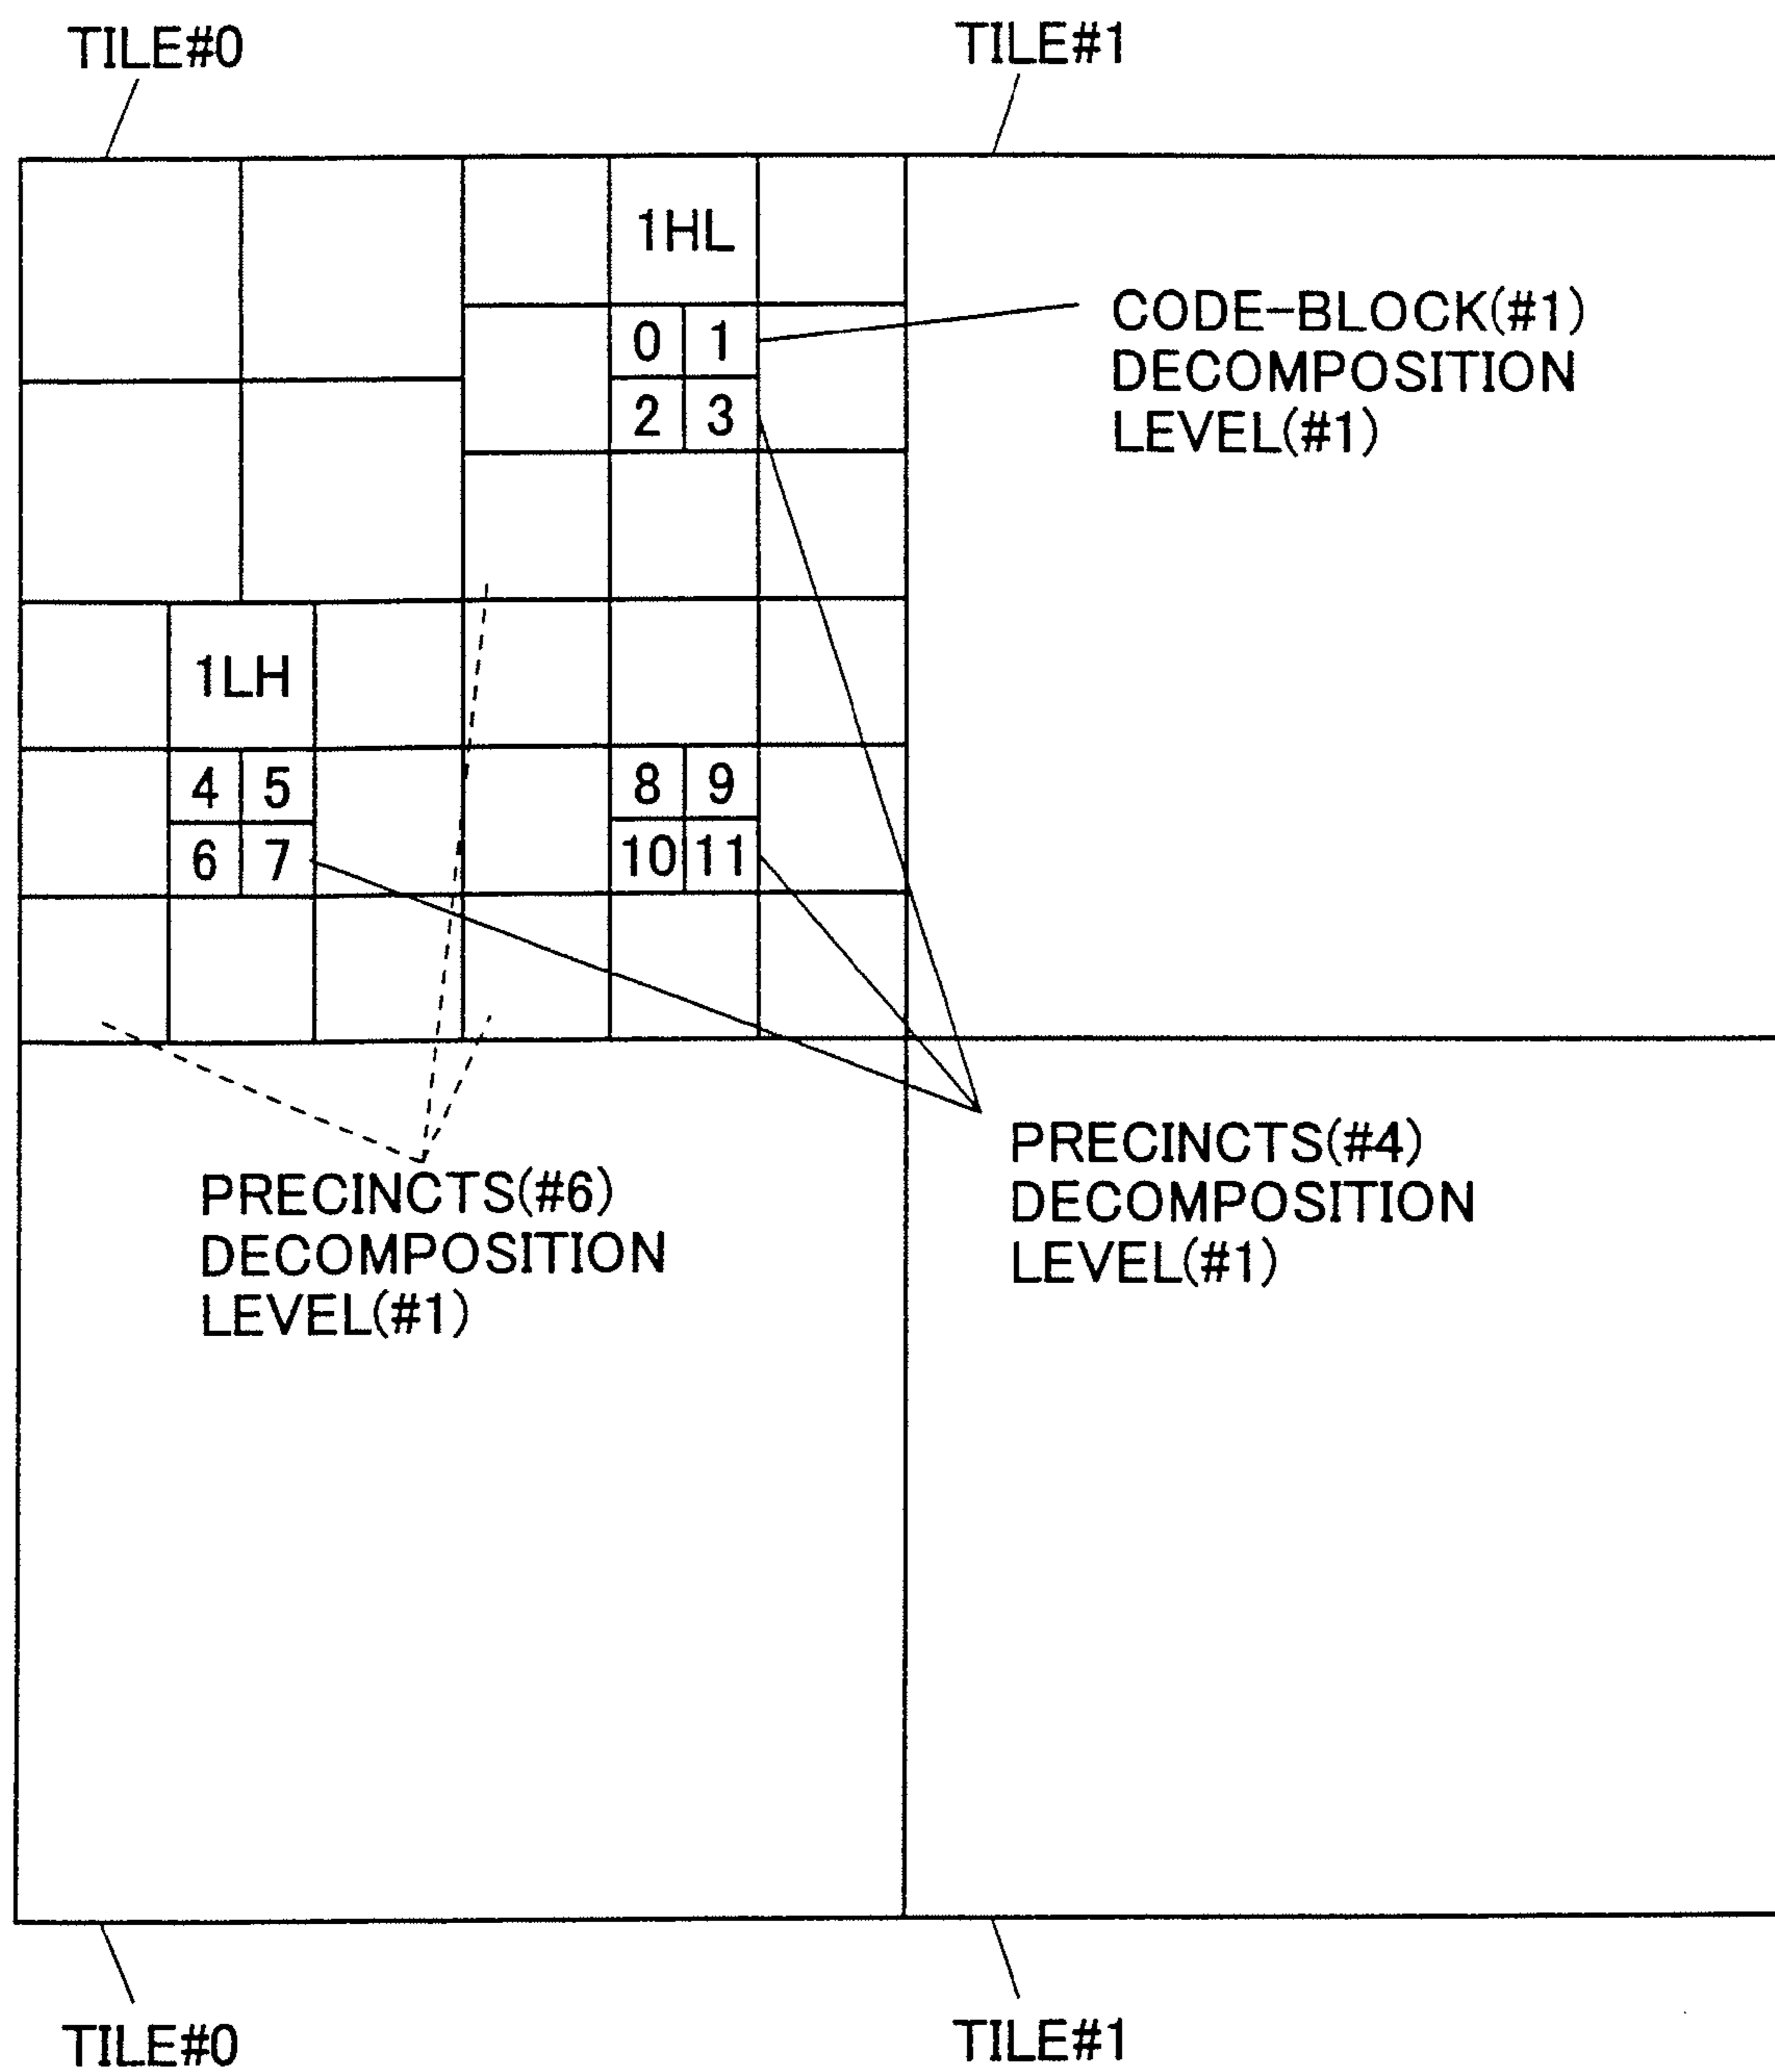 TILE#0
TILE#1
1HL
CODE-BLOCK(#1)
DECOMPOSITION
LEVEL(#1)
0 1
2 3
1LH
4 5
6 7
8 9
10 11
PRECINCTS(#6)
DECOMPOSITION
LEVEL(#1)
PRECINCTS(#4)
DECOMPOSITION
LEVEL(#1)
TILE#0
TILE#1